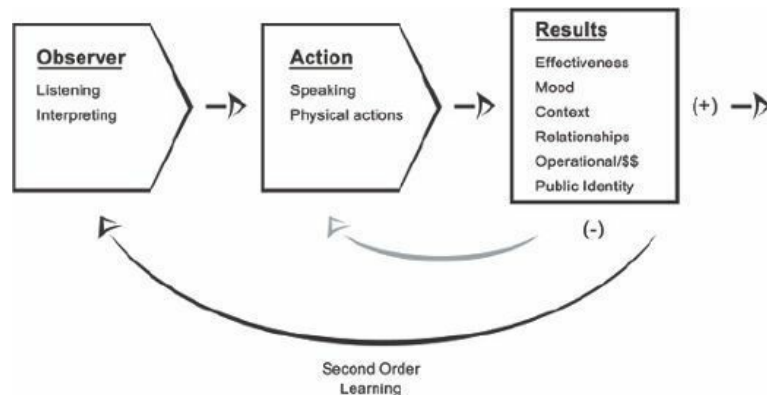 Observer
Listening
Interpreting
Action
Speaking
Physical actions
Results
Effectiveness
Mood
Context
Relationships
Operational/$$
Public Identity
(+)
(-)
Second Order
Learning